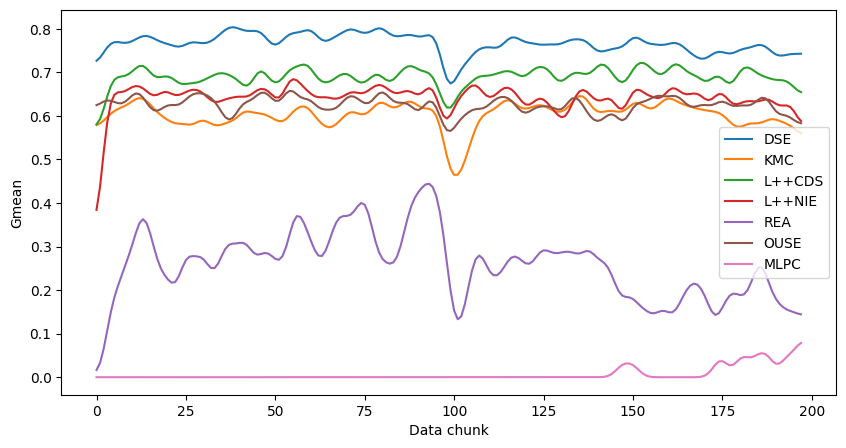 0.8
0.7
0.6
0.5
0.4
0.3
0.2
0.1
0.0
Gmean
0 25 50 75 100 125 150 175 200
Data chunk
DSE
KMC
L++CDS
L++NIE
REA
OUSE
MLPC